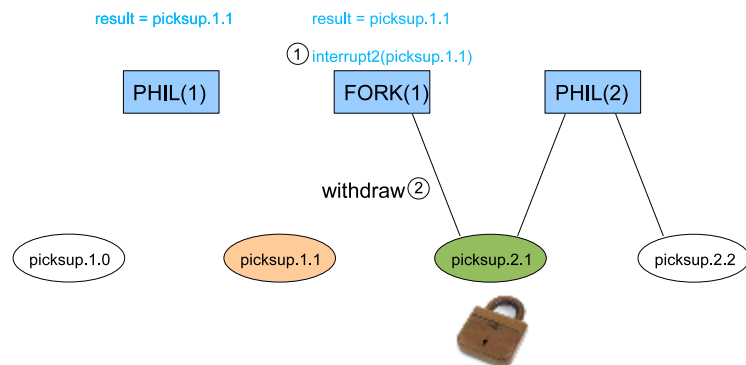 result = picksup.1.1
result = picksup.1.1
1 interrupt2(picksup.1.1)
PHIL(1)
FORK(1)
PHIL(2)
withdraw 2
picksup.1.0
picksup.1.1
picksup.2.1
picksup.2.2